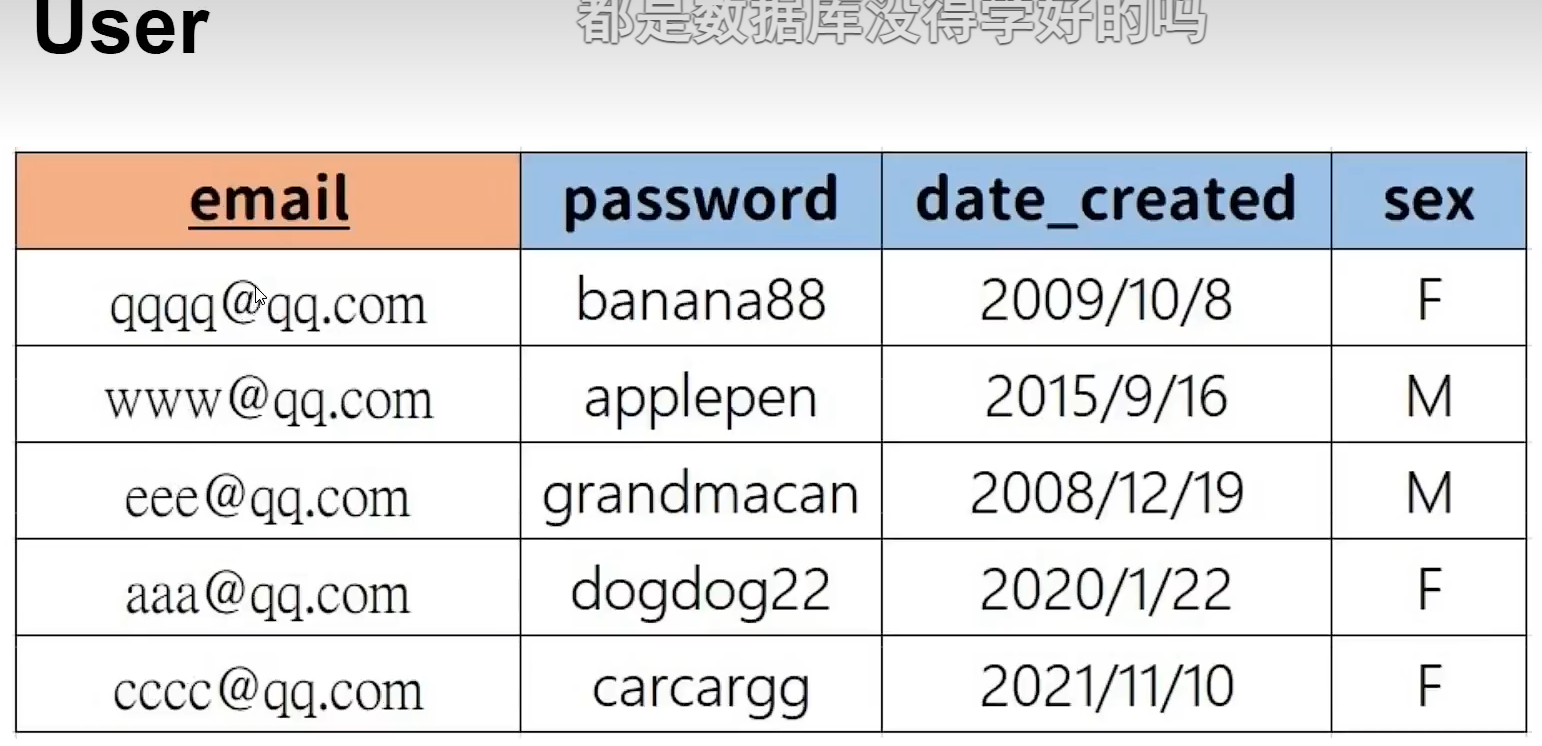 都是数据库没得学好的吗
User
email password date_created sex
qqqq@qq.com banana88 2009/10/8 F
www@qq.com applepen 2015/9/16 M
eee@qq.com grandmacan 2008/12/19 M
aaa@qq.com dogdog22 2020/1/22 F
cccc@qq.com carcargg 2021/11/10 F